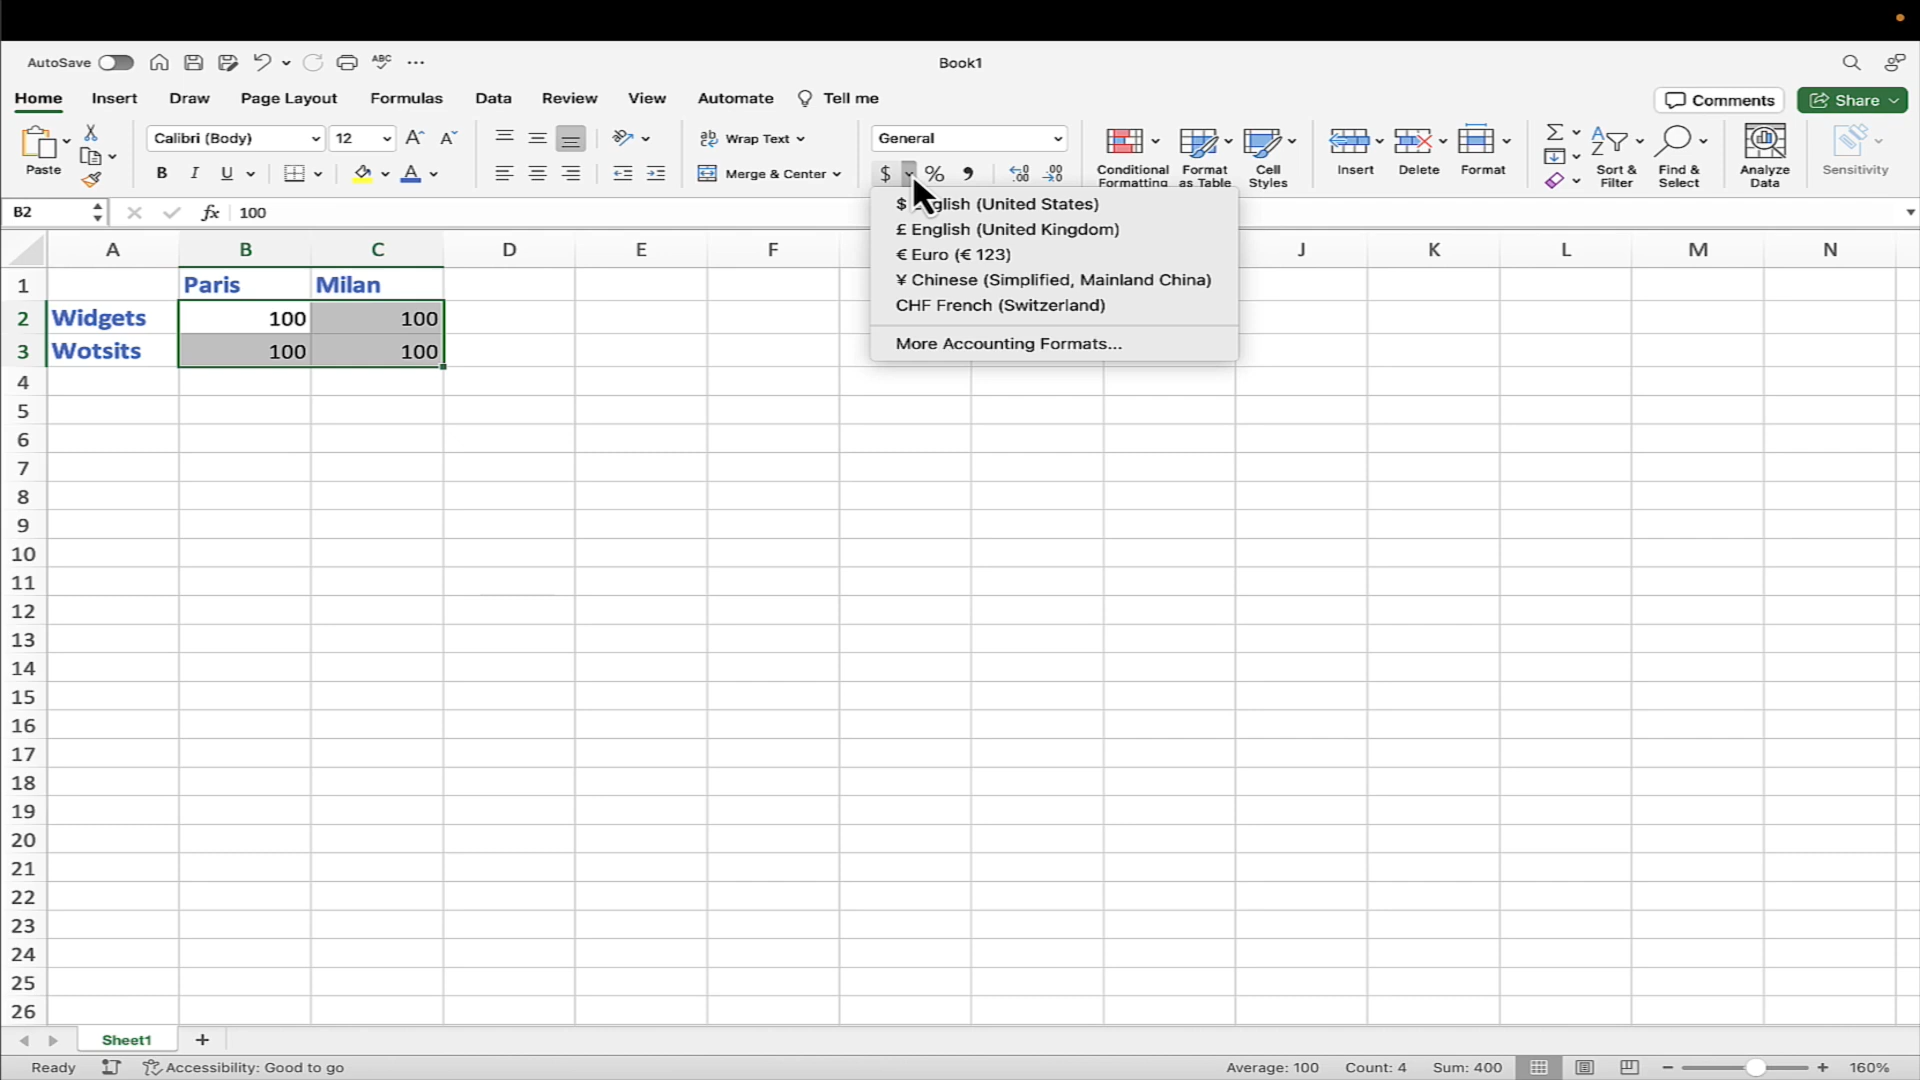 AutoSave
Book1
Home Insert Draw Page Layout Formulas Data Review View Automate Tell me
Comments Share
Paste
Calibri (Body) 12
Wrap Text
General
Merge & Center
$ %
Conditional Formatting
Format as Table
Cell Styles
Insert
Delete
Format
Sort & Filter
Find & Select
Analyze Data
Sensitivity
B2 fx 100
$ English (United States)
£ English (United Kingdom)
€ Euro (€ 123)
¥ Chinese (Simplified, Mainland China)
CHF French (Switzerland)
More Accounting Formats...
A B C D E F J K L M N
1 Paris Milan
2 Widgets 100 100
3 Wotsits 100 100
4
5
6
7
8
9
10
11
12
13
14
15
16
17
18
19
20
21
22
23
24
25
26
Sheet1
Ready Accessibility: Good to go Average: 100 Count: 4 Sum: 400 160%